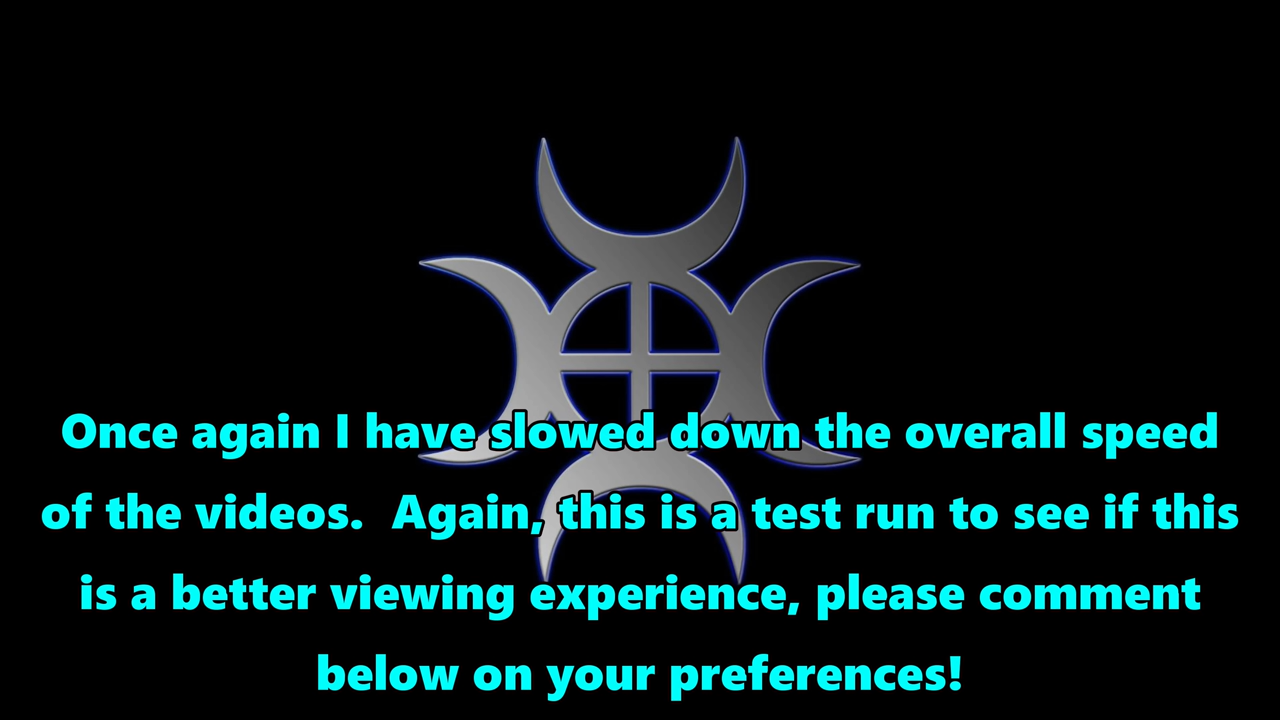 Once again I have slowed down the overall speed
of the videos.  Again, this is a test run to see if this
is a better viewing experience, please comment
below on your preferences!